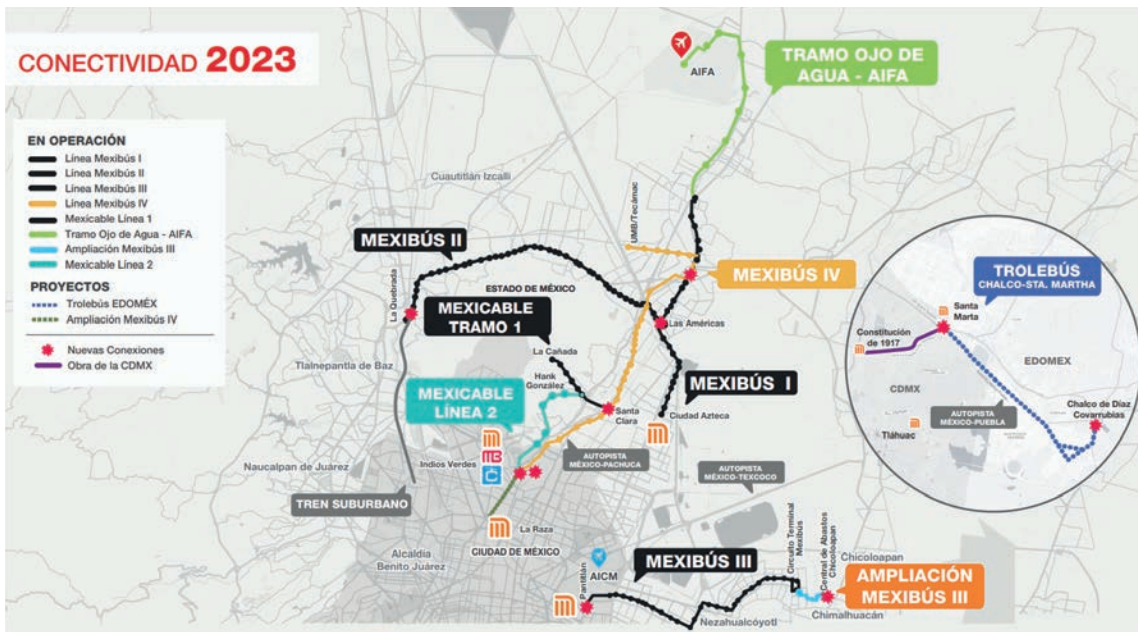 CONECTIVIDAD 2023
EN OPERACIÓN
Línea Mexibús I
Línea Mexibús II
Línea Mexibús III
Línea Mexibús IV
Mexicable Línea 1
Tramo Ojo de Agua - AIFA
Ampliación Mexibús III
Mexicable Línea 2
PROYECTOS
Trolebús EDOMÉX
Ampliación Mexibús IV
Nuevas Conexiones
Obra de la CDMX
AIFA
TRAMO OJO DE
AGUA - AIFA
Cuautitlán Izcalli
UMB/Tecámac
MEXIBÚS II
MEXIBÚS IV
La Quebrada
ESTADO DE MÉXICO
MEXICABLE
TRAMO 1
Las Américas
La Cañada
Tlalnepantla de Baz
Hank
González
MEXIBÚS I
MEXICABLE
LÍNEA 2
Santa
Clara
Ciudad Azteca
MB
Indios Verdes
AUTOPISTA
MÉXICO-PACHUCA
Naucalpan de Juárez
AUTOPISTA
MÉXICO-TEXCOCO
TREN SUBURBANO
La Raza
CIUDAD DE MÉXICO
Alcaldía
Benito Juárez
AICM
Pantitlán
MEXIBÚS III
Circuito Terminal
Mexibús
Central de Abastos
Chicoloapan
Chicoloapan
AMPLIACIÓN
MEXIBÚS III
Nezahualcóyotl
Chimalhuacán
TROLEBÚS
CHALCO-STA. MARTHA
Santa
Marta
Constitución
de 1917
EDOMEX
CDMX
Chalco de Díaz
Covarrubias
AUTOPISTA
MÉXICO-PUEBLA
Tláhuac